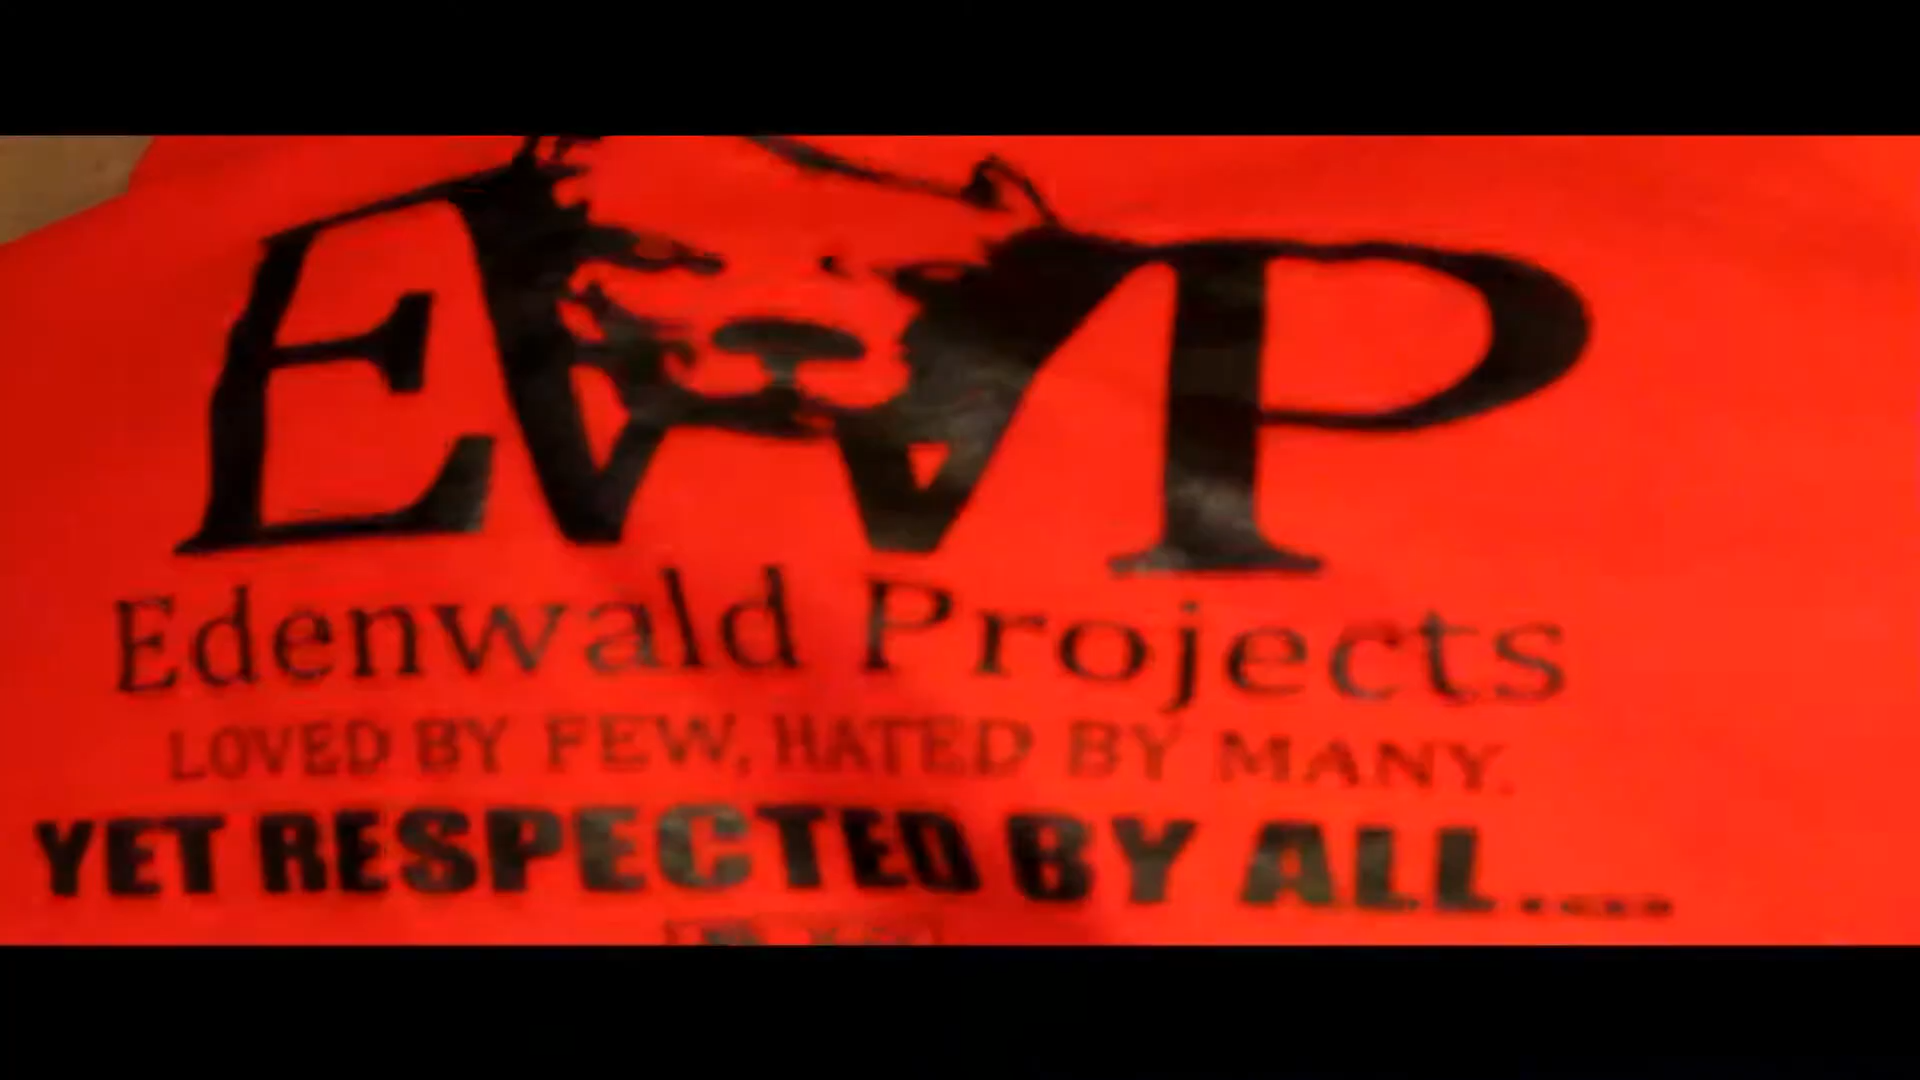 EWP
Edenwald Projects
LOVED BY FEW, HATED BY MANY.
YET RESPECTED BY ALL.....